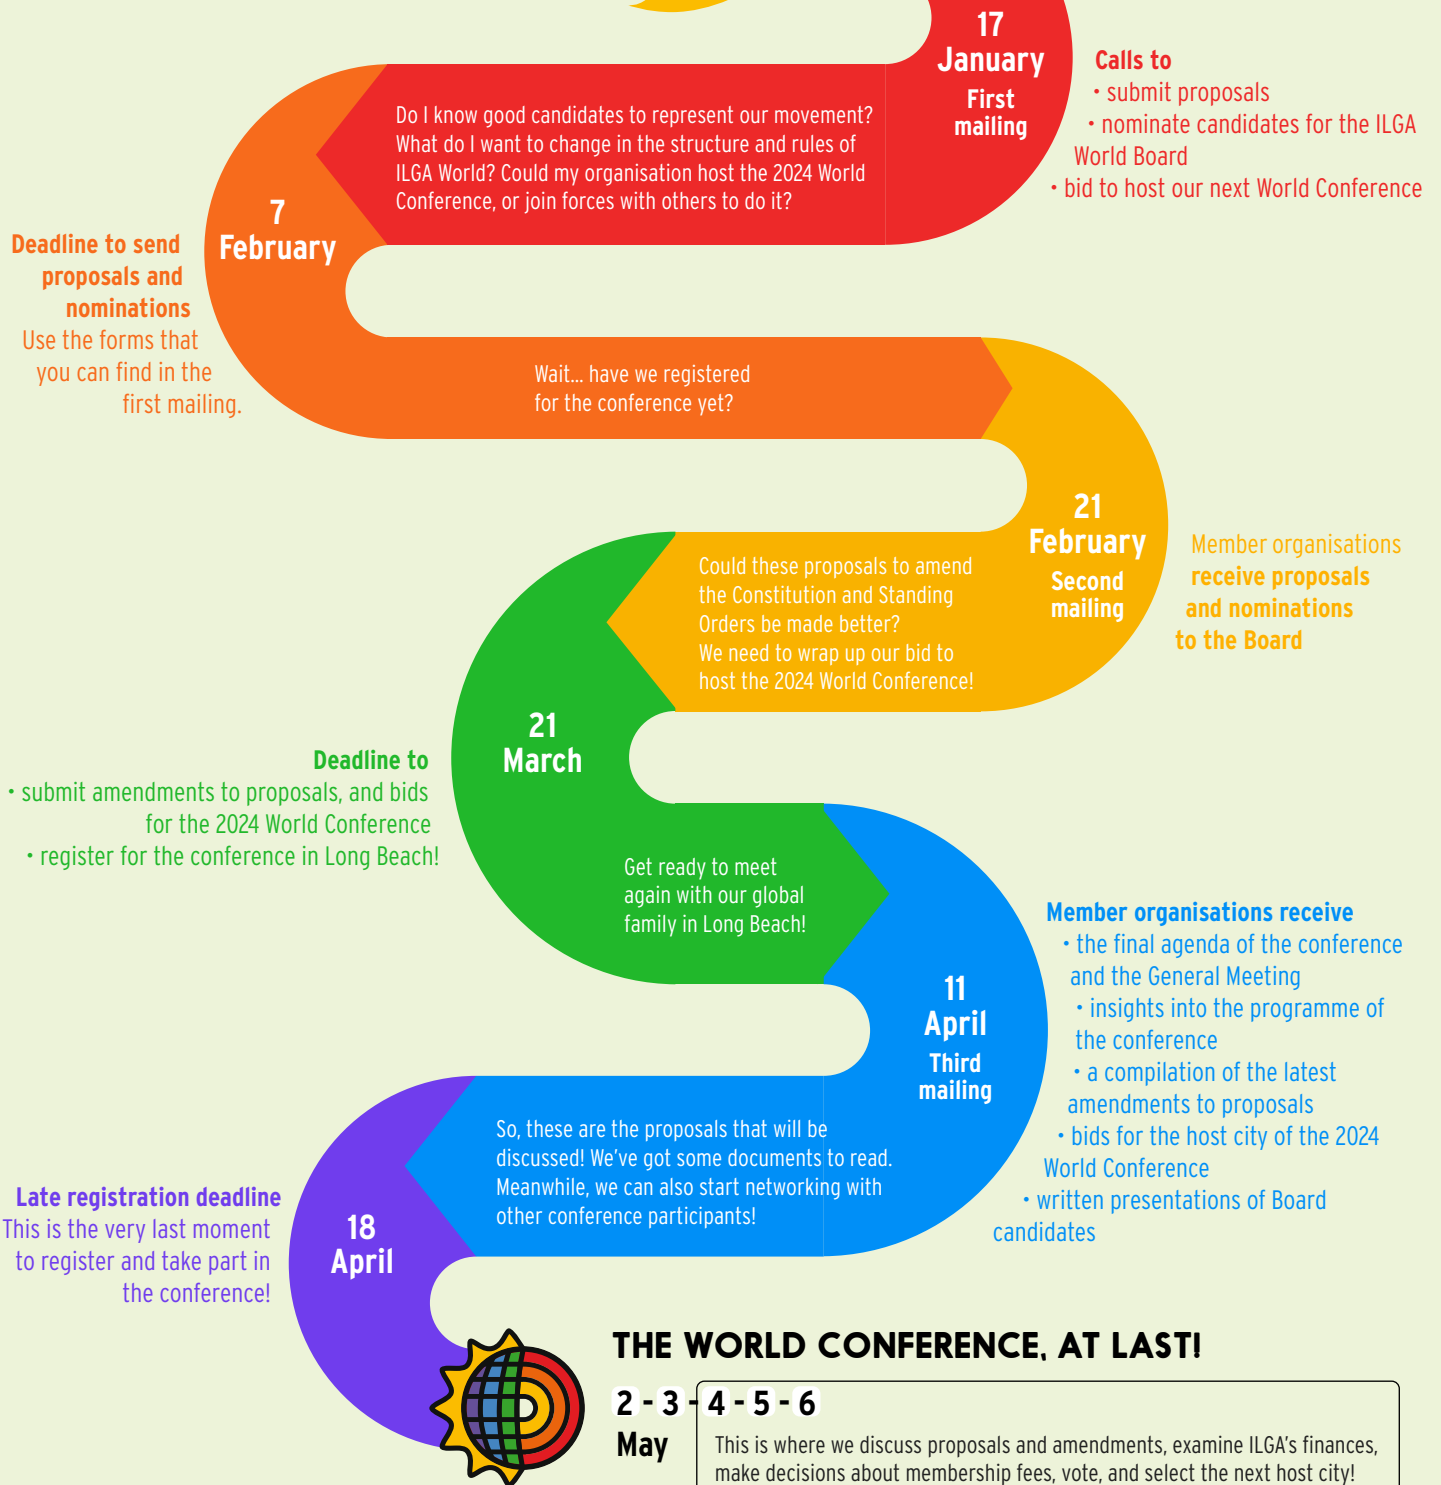 17
January
First
mailing
Calls to
• submit proposals
• nominate candidates for the ILGA
World Board
• bid to host our next World Conference
Do I know good candidates to represent our movement?
What do I want to change in the structure and rules of
ILGA World? Could my organisation host the 2024 World
Conference, or join forces with others to do it?
7
February
Deadline to send
proposals and
nominations
Use the forms that
you can find in the
first mailing.
Wait... have we registered
for the conference yet?
21
February
Second
mailing
Member organisations
receive proposals
and nominations
to the Board
Could these proposals to amend
the Constitution and Standing
Orders be made better?
We need to wrap up our bid to
host the 2024 World Conference!
21
March
Deadline to
• submit amendments to proposals, and bids
for the 2024 World Conference
• register for the conference in Long Beach!
Get ready to meet
again with our global
family in Long Beach!
11
April
Third
mailing
Member organisations receive
• the final agenda of the conference
and the General Meeting
• insights into the programme of
the conference
• a compilation of the latest
amendments to proposals
• bids for the host city of the 2024
World Conference
• written presentations of Board
candidates
So, these are the proposals that will be
discussed! We've got some documents to read.
Meanwhile, we can also start networking with
other conference participants!
18
April
Late registration deadline
This is the very last moment
to register and take part in
the conference!
THE WORLD CONFERENCE, AT LAST!
2 - 3 - 4 - 5 - 6
May
This is where we discuss proposals and amendments, examine ILGA's finances,
make decisions about membership fees, vote, and select the next host city!